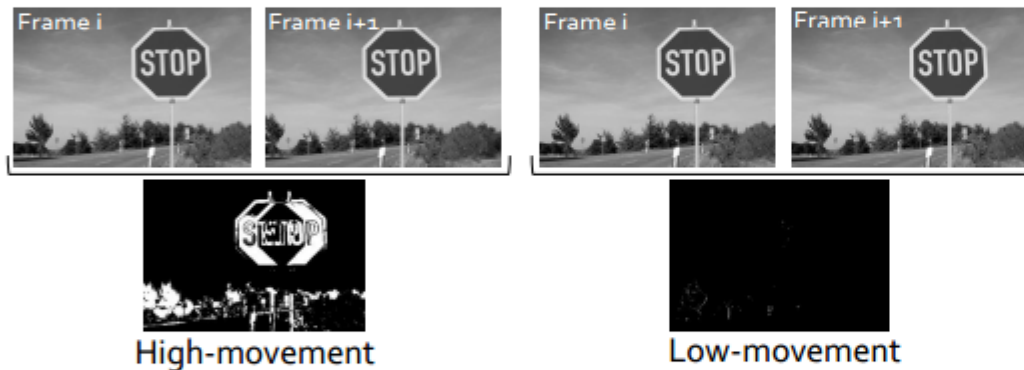 Frame i
Frame i+1
Frame i
Frame i+1
STOP
STOP
STOP
STOP
High-movement
Low-movement